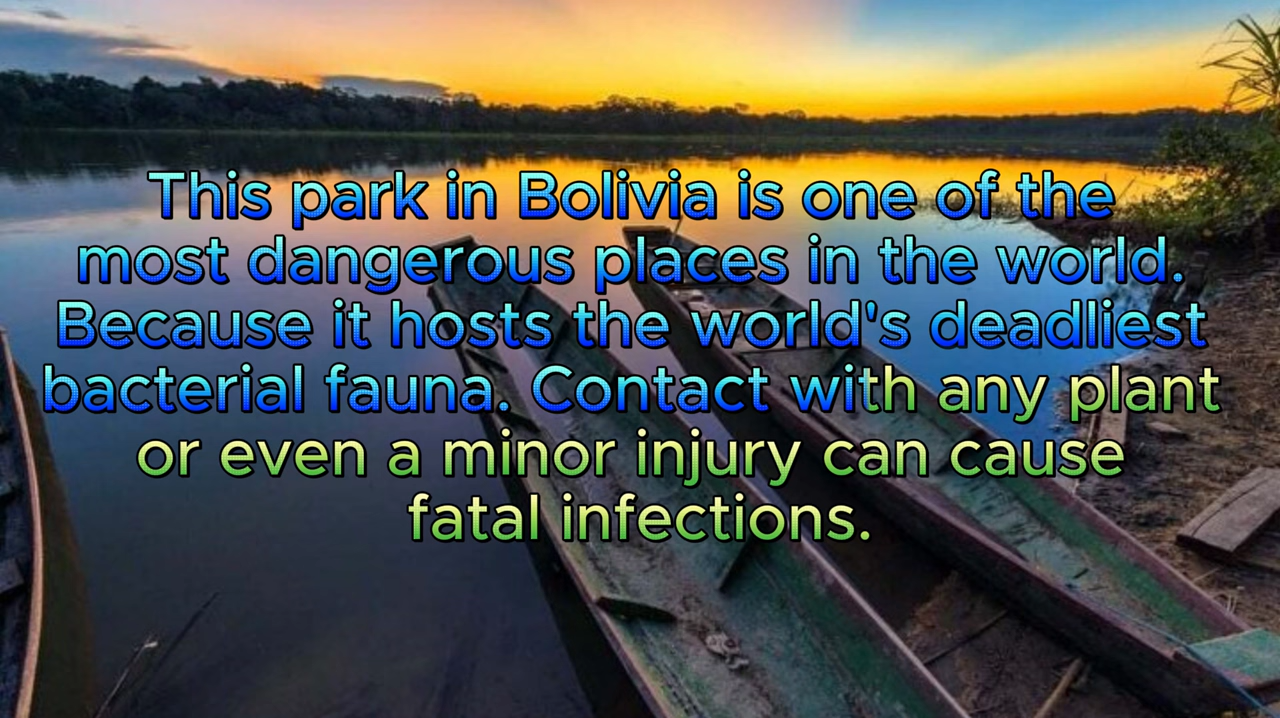 This park in Bolivia is one of the
most dangerous places in the world.
Because it hosts the world's deadliest
bacterial fauna. Contact with any plant
or even a minor injury can cause
fatal infections.